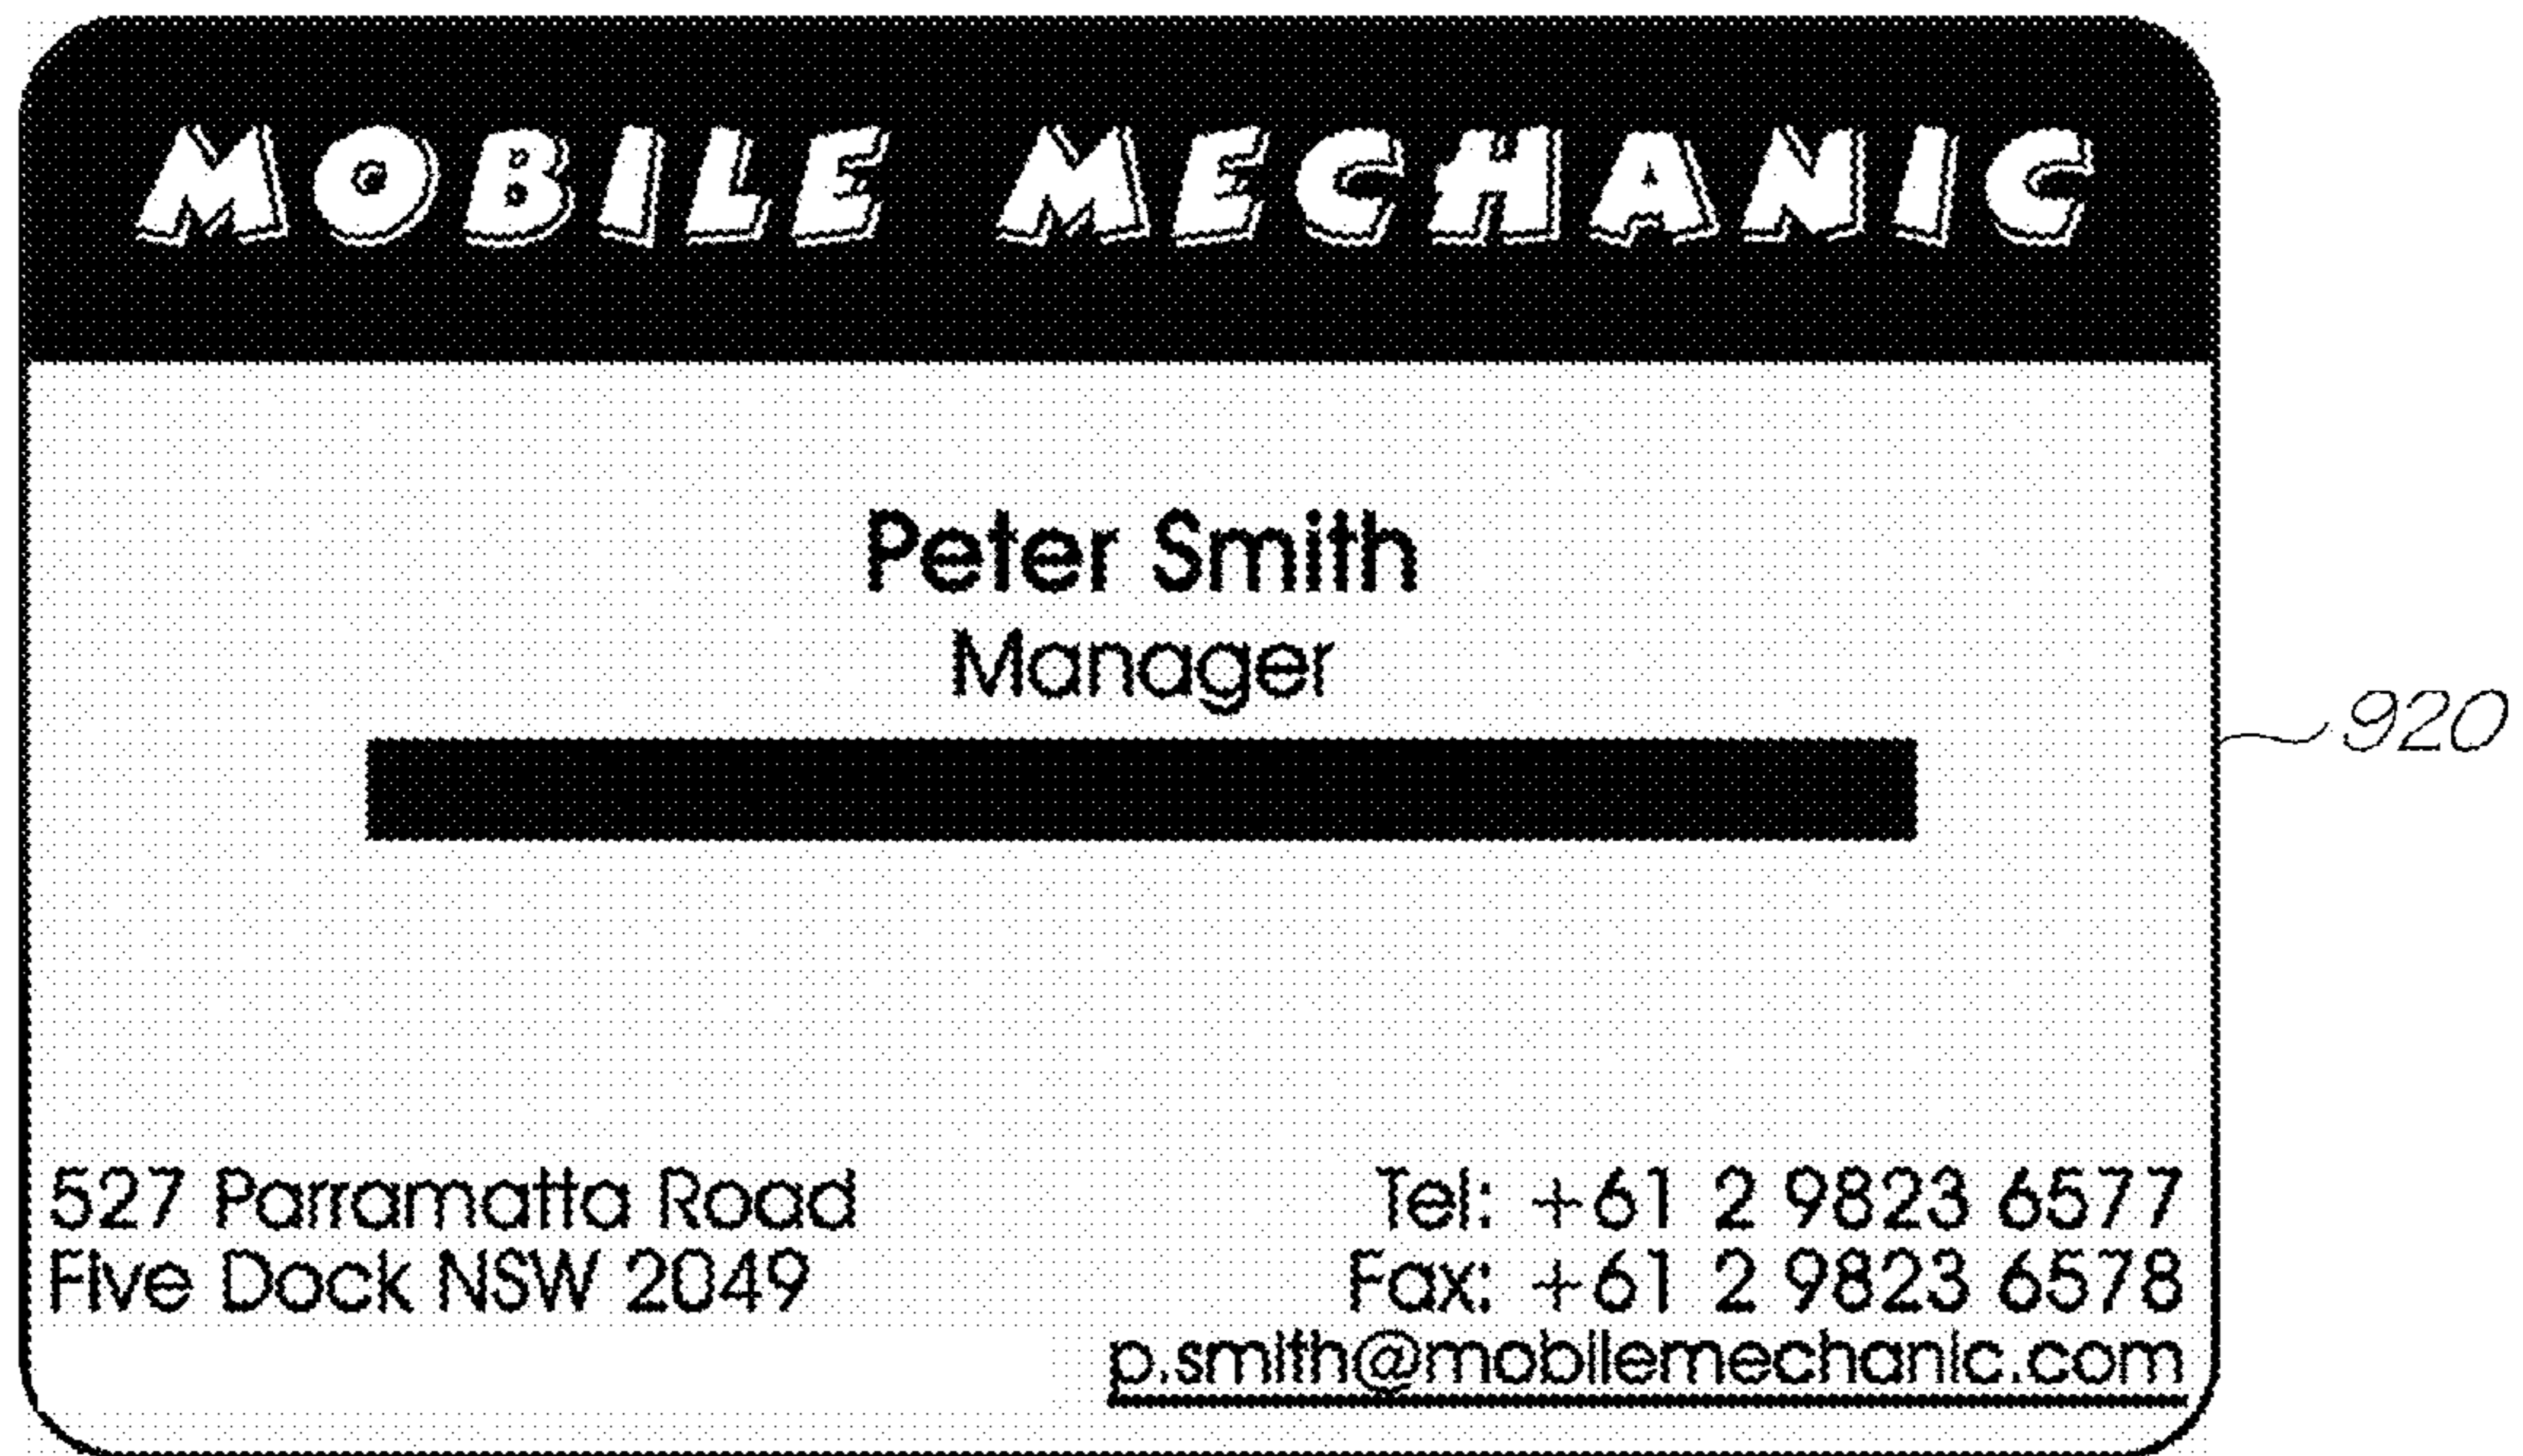 MOBILE MECHANIC
Peter Smith
Manager
920
527 Parramatta Road
Five Dock NSW 2049
Tel: +61 2 9823 6577
Fax: +61 2 9823 6578
p.smith@mobilemechanic.com